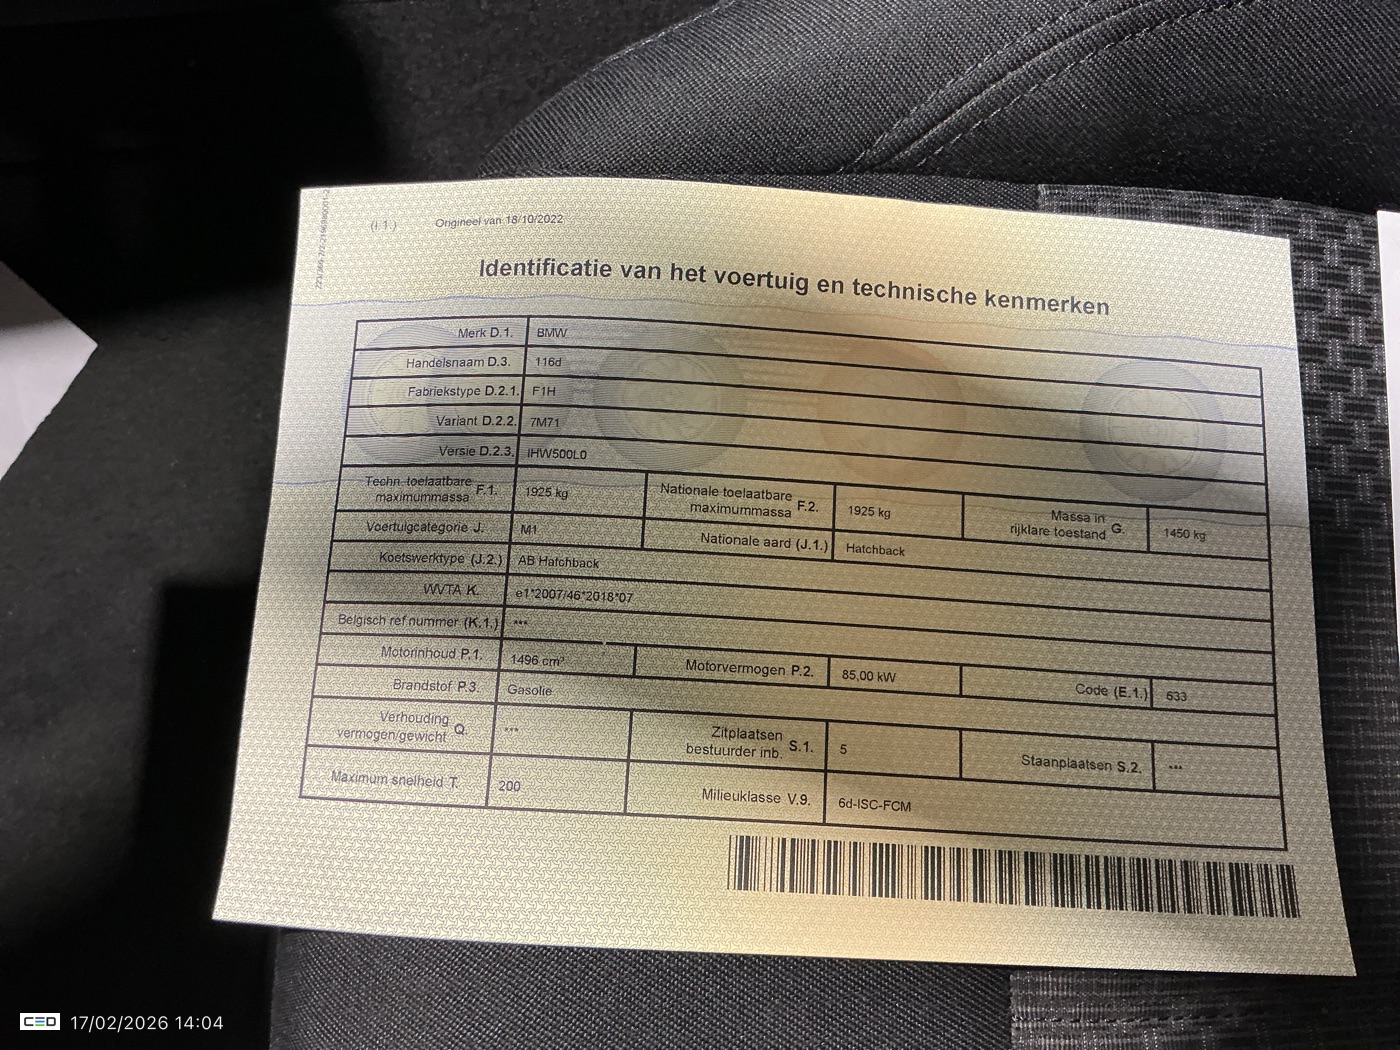 (I.1.) Origineel van 18/10/2022
Identificatie van het voertuig en technische kenmerken
Merk D.1. BMW
Handelsnaam D.3. 116d
Fabriekstype D.2.1. F1H
Variant D.2.2. 7M71
Versie D.2.3. IHW500L0
Techn. toelaatbare maximummassa F.1. 1925 kg Nationale toelaatbare maximummassa F.2. 1925 kg Massa in rijklare toestand G. 1450 kg
Voertuigcategorie J. M1 Nationale aard (J.1.) Hatchback
Koetswerktype (J.2.) AB Hatchback
WVTA K. e1*2007/46*2018*07
Belgisch ref nummer (K.1.) ***
Motorinhoud P.1. 1496 cm³ Motorvermogen P.2. 85,00 kW Code (E.1.) 633
Brandstof P.3. Gasolie
Verhouding vermogen/gewicht Q. *** Zitplaatsen bestuurder inb. S.1. 5 Staanplaatsen S.2. ***
Maximum snelheid T. 200 Milieuklasse V.9. 6d-ISC-FCM
CED 17/02/2026 14:04